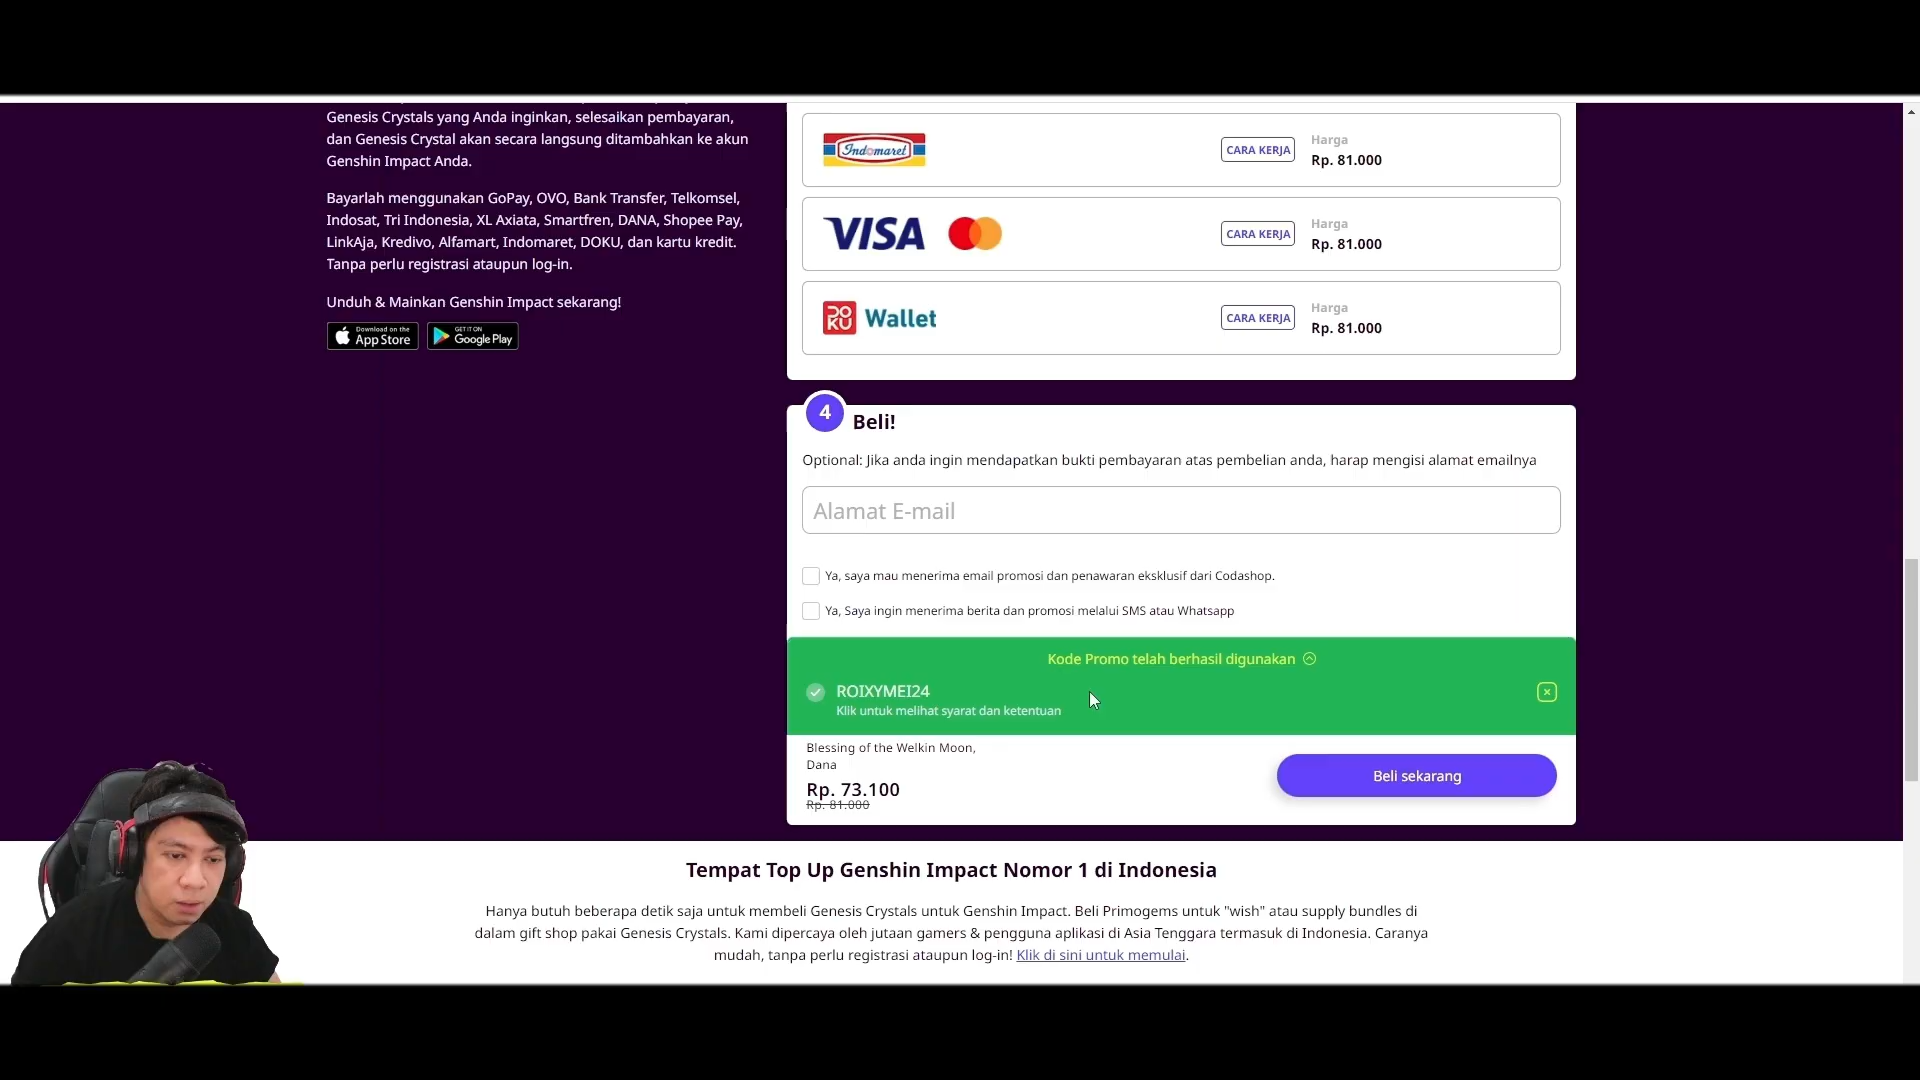 Genesis Crystals yang Anda inginkan, selesaikan pembayaran,
dan Genesis Crystal akan secara langsung ditambahkan ke akun
Genshin Impact Anda.
Bayarlah menggunakan GoPay, OVO, Bank Transfer, Telkomsel,
Indosat, Tri Indonesia, XL Axiata, Smartfren, DANA, Shopee Pay,
LinkAja, Kredivo, Alfamart, Indomaret, DOKU, dan kartu kredit.
Tanpa perlu registrasi ataupun log-in.
Unduh & Mainkan Genshin Impact sekarang!
Download on the
App Store
GET IT ON
Google Play
Indomaret
CARA KERJA
Harga
Rp. 81.000
VISA
CARA KERJA
Harga
Rp. 81.000
DOKU Wallet
CARA KERJA
Harga
Rp. 81.000
4
Beli!
Optional: Jika anda ingin mendapatkan bukti pembayaran atas pembelian anda, harap mengisi alamat emailnya
Alamat E-mail
Ya, saya mau menerima email promosi dan penawaran eksklusif dari Codashop.
Ya, Saya ingin menerima berita dan promosi melalui SMS atau Whatsapp
Kode Promo telah berhasil digunakan
ROIXYMEI24
Klik untuk melihat syarat dan ketentuan
Blessing of the Welkin Moon,
Dana
Rp. 73.100
Rp. 81.000
Beli sekarang
Tempat Top Up Genshin Impact Nomor 1 di Indonesia
Hanya butuh beberapa detik saja untuk membeli Genesis Crystals untuk Genshin Impact. Beli Primogems untuk "wish" atau supply bundles di
dalam gift shop pakai Genesis Crystals. Kami dipercaya oleh jutaan gamers & pengguna aplikasi di Asia Tenggara termasuk di Indonesia. Caranya
mudah, tanpa perlu registrasi ataupun log-in! Klik di sini untuk memulai.